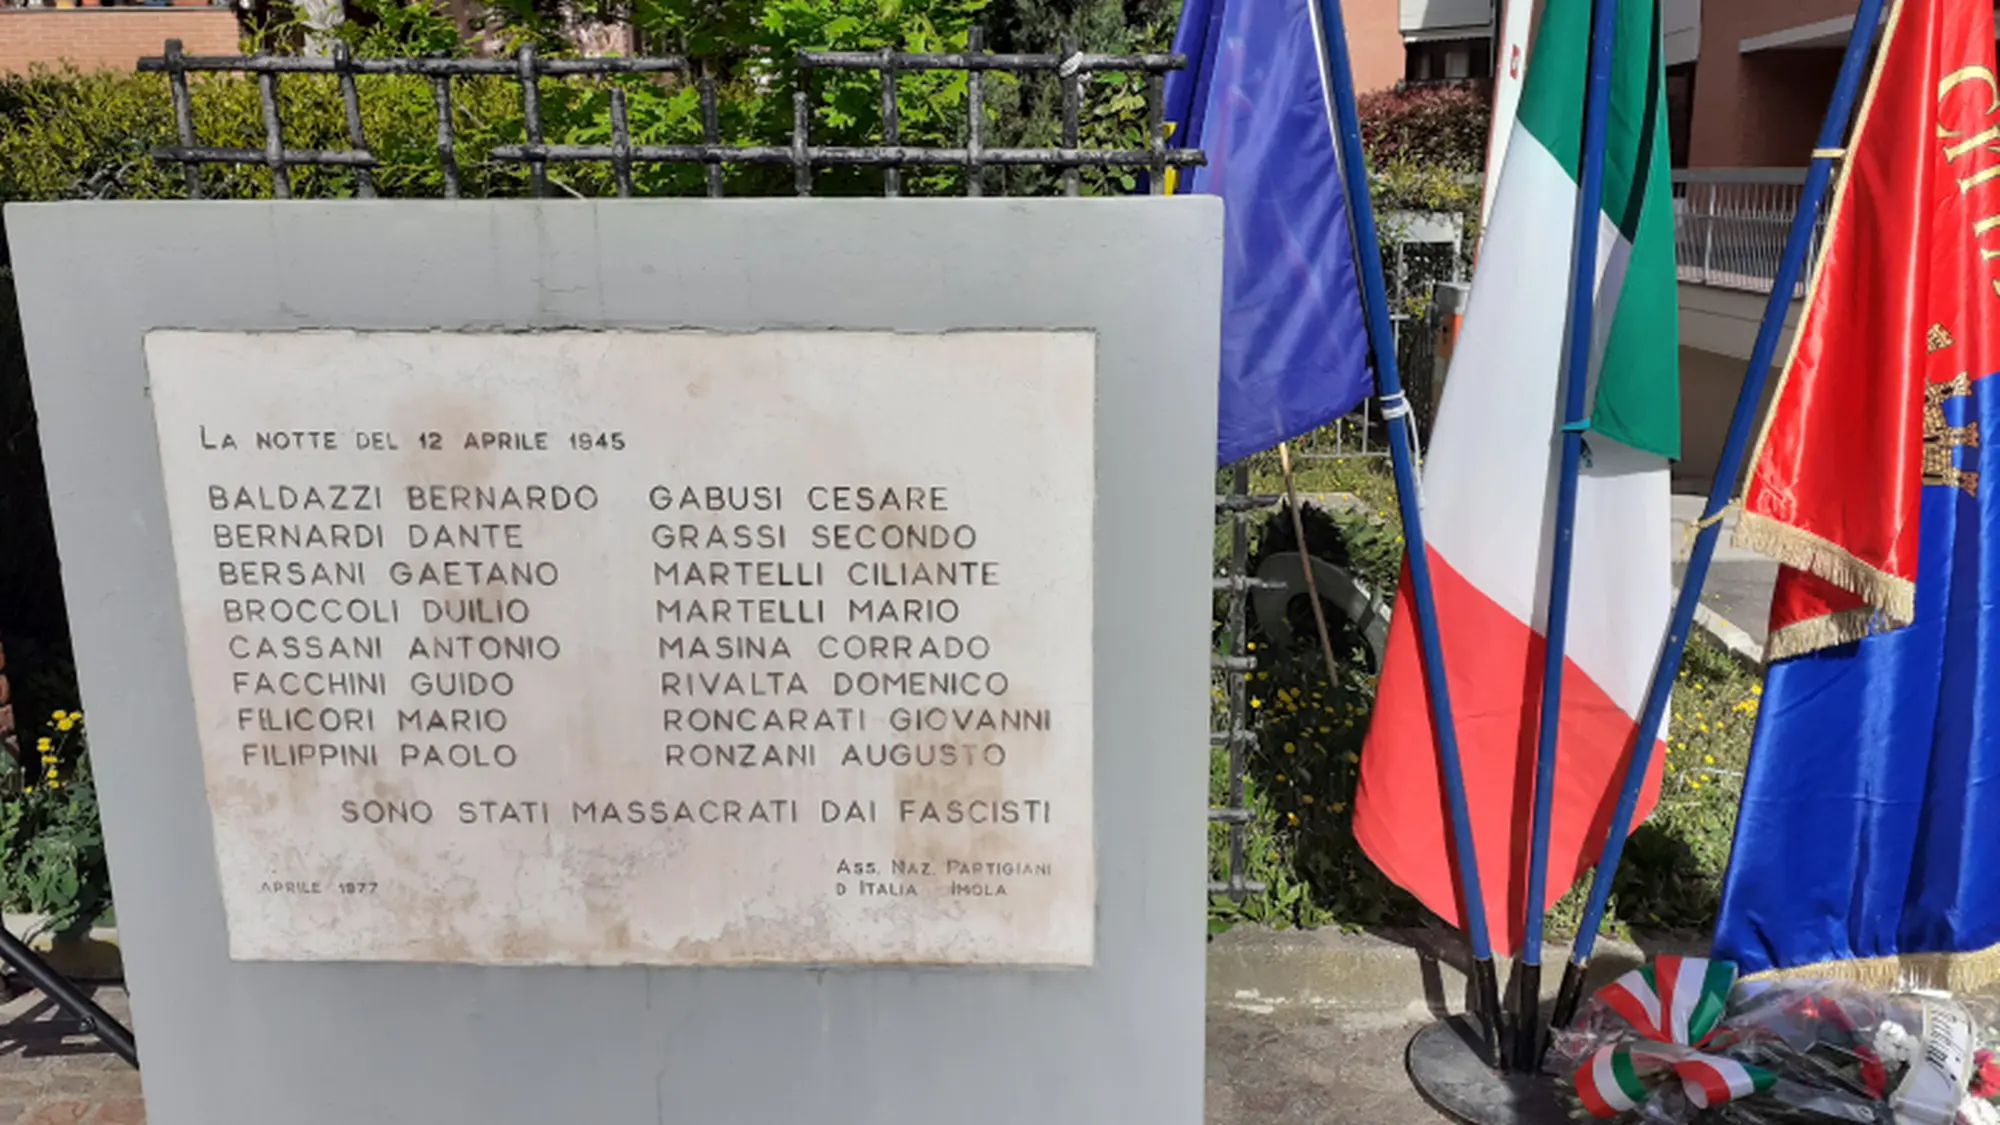 LA NOTTE DEL 12 APRILE 1945
BALDAZZI BERNARDO
BERNARDI DANTE
BERSANI GAETANO
BROCCOLI DUILIO
CASSANI ANTONIO
FACCHINI GUIDO
FILICORI MARIO
FILIPPINI PAOLO
GABUSI CESARE
GRASSI SECONDO
MARTELLI CILIANTE
MARTELLI MARIO
MASINA CORRADO
RIVALTA DOMENICO
RONCARATI GIOVANNI
RONZANI AUGUSTO
SONO STATI MASSACRATI DAI FASCISTI
APRILE 1977
ASS. NAZ. PARTIGIANI
D ITALIA IMOLA